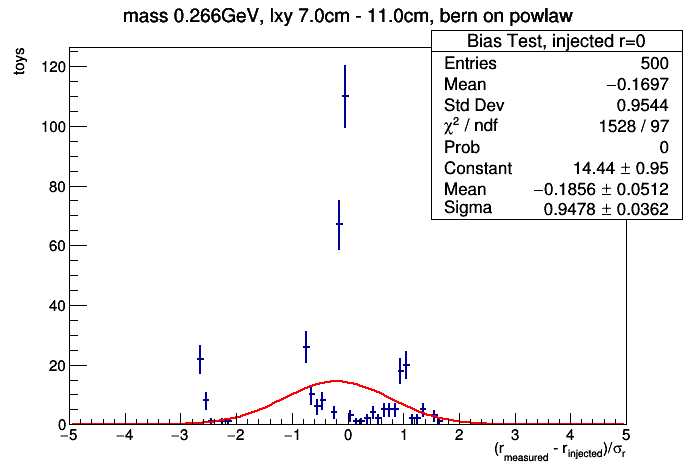 mass 0.266GeV, lxy 7.0cm - 11.0cm, bern on powlaw
Bias Test, injected r=0
Entries 500
Mean −0.1697
Std Dev 0.9544
χ² / ndf 1528 / 97
Prob 0
Constant 14.44 ± 0.95
Mean −0.1856 ± 0.0512
Sigma 0.9478 ± 0.0362
toys
120
100
80
60
40
20
0
−5 −4 −3 −2 −1 0 1 2 3 4 5
(r_measured - r_injected)/σ_r